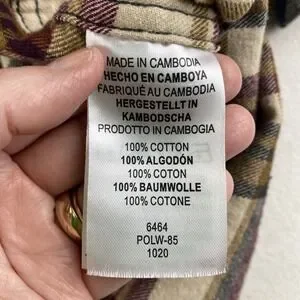 MADE IN CAMBODIA
HECHO EN CAMBOYA
FABRIQUÉ AU CAMBODIA
HERGESTELLT IN
KAMBODSCHA
PRODOTTO IN CAMBOGIA
100% COTTON
100% ALGODÓN
100% COTON
100% BAUMWOLLE
100% COTONE
6464
POLW-85
1020